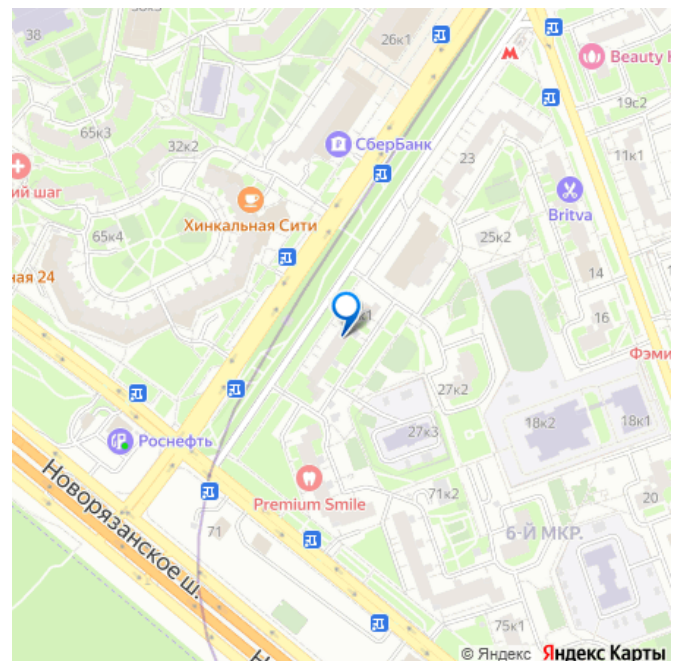 38
38к3
26к1
Beauty
19с2
65к3
32к2
СберБанк
23
11к1
ий шаг
Хинкальная Сити
Britva
65к4
25к2
ная 24
14
16
к1
Фэми
27к2
Роснефть
27к3
18к2
18к1
Новорязанское ш.
Premium Smile
71к2
20
71
6-Й МКР.
75к1
© Яндекс Яндекс Карты